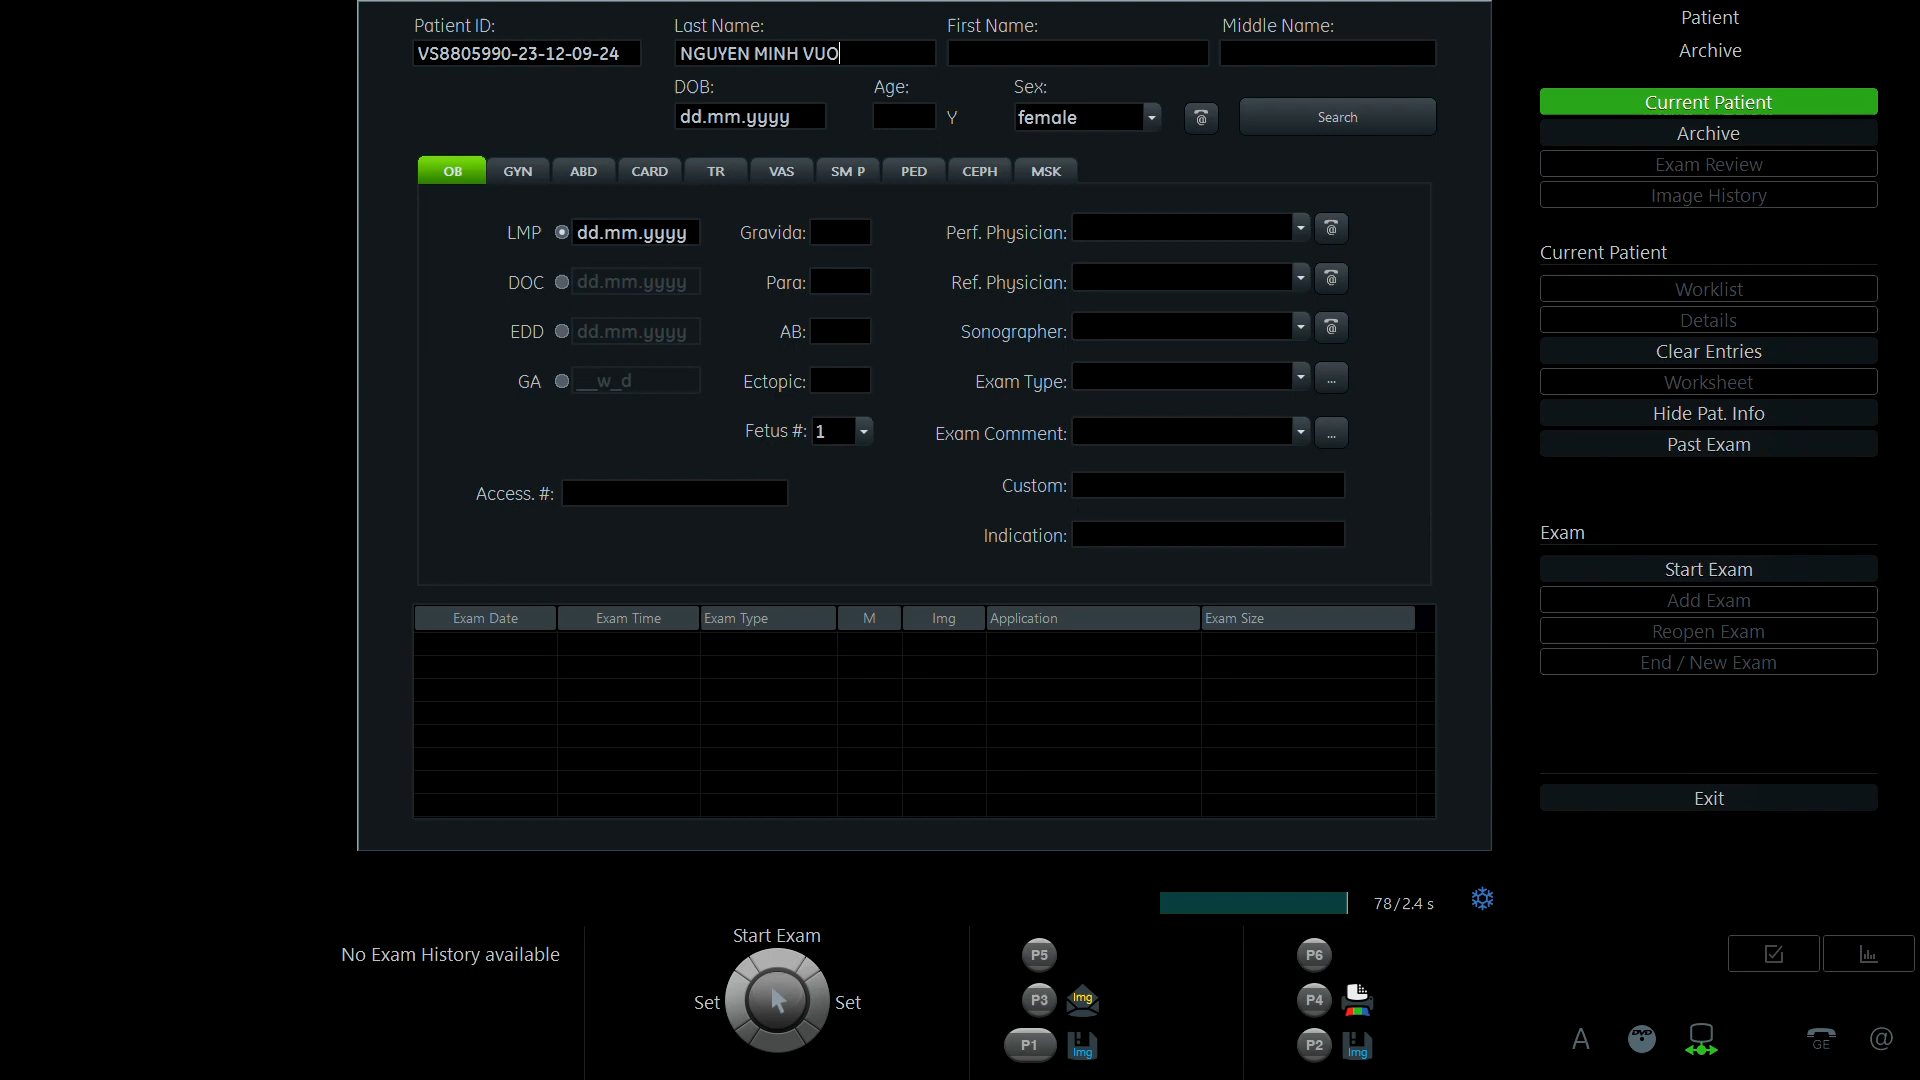 Patient ID: Last Name: First Name: Middle Name:
VS8805990-23-12-09-24 NGUYEN MINH VUO
DOB: Age: Sex:
dd.mm.yyyy Y female @ Search
OB GYN ABD CARD TR VAS SM P PED CEPH MSK
LMP dd.mm.yyyy Gravida: Perf. Physician: @
DOC dd.mm.yyyy Para: Ref. Physician: @
EDD dd.mm.yyyy AB: Sonographer: @
GA __w_d Ectopic: Exam Type: ...
Fetus #: 1 Exam Comment: ...
Access. #: Custom:
Indication:
Exam Date Exam Time Exam Type M Img Application Exam Size
78/2.4 s
No Exam History available
Start Exam
Set Set
P5
P3 Img
P1 Img
P6
P4
P2 Img
Patient
Archive
Current Patient
Archive
Exam Review
Image History
Current Patient
Worklist
Details
Clear Entries
Worksheet
Hide Pat. Info
Past Exam
Exam
Start Exam
Add Exam
Reopen Exam
End / New Exam
Exit
A DVD GE @